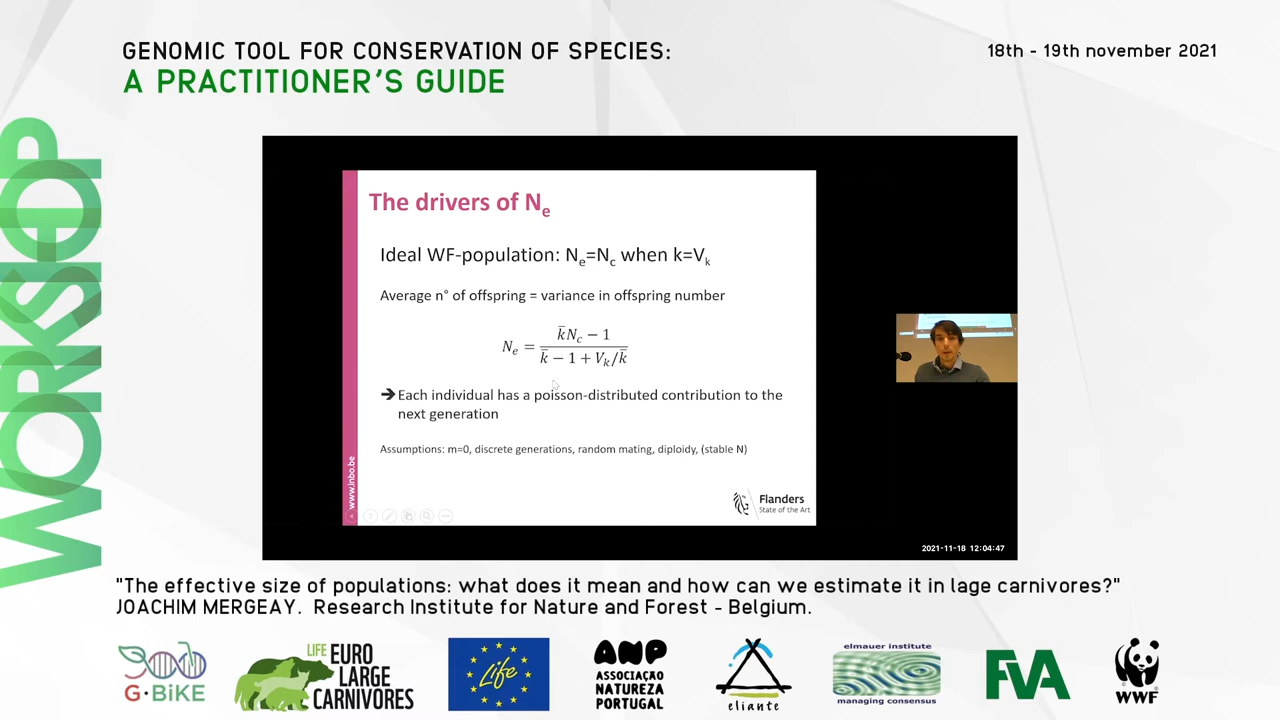 GENOMIC TOOL FOR CONSERVATION OF SPECIES:
18th - 19th november 2021
A PRACTITIONER'S GUIDE
WORKSHOP
The drivers of Nₑ
Ideal WF-population: Nₑ=N_c when k=Vₖ
Average n° of offspring = variance in offspring number
Nₑ = (k̄N_c − 1) / (k̄ − 1 + Vₖ/k̄)
➔ Each individual has a poisson-distributed contribution to the
next generation
Assumptions: m=0, discrete generations, random mating, diploidy, (stable N)
www.inbo.be
Flanders
State of the Art
2021-11-18 12:04:47
"The effective size of populations: what does it mean and how can we estimate it in lage carnivores?"
JOACHIM MERGEAY. Research Institute for Nature and Forest - Belgium.
G·BiKE
LIFE EURO
LARGE
CARNIVORES
Life
ANP
ASSOCIAÇÃO
NATUREZA
PORTUGAL
eliante
elmauer institute
managing consensus
FVA
WWF